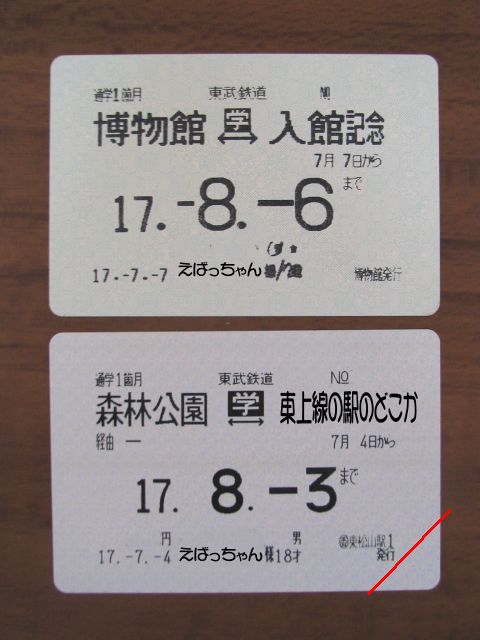 通学1箇月 東武鉄道
博物館 学 入館記念
7月 7日から
17.-8.-6 まで
17.-7.-7 えばっちゃん 博物館発行
通学1箇月 東武鉄道 NO
森林公園 学 東上線の駅のどこか
経由 ー 7月 4日から
17. 8.-3 まで
円 男
17.-7.-4 えばっちゃん 様18才 東松山駅1
発行